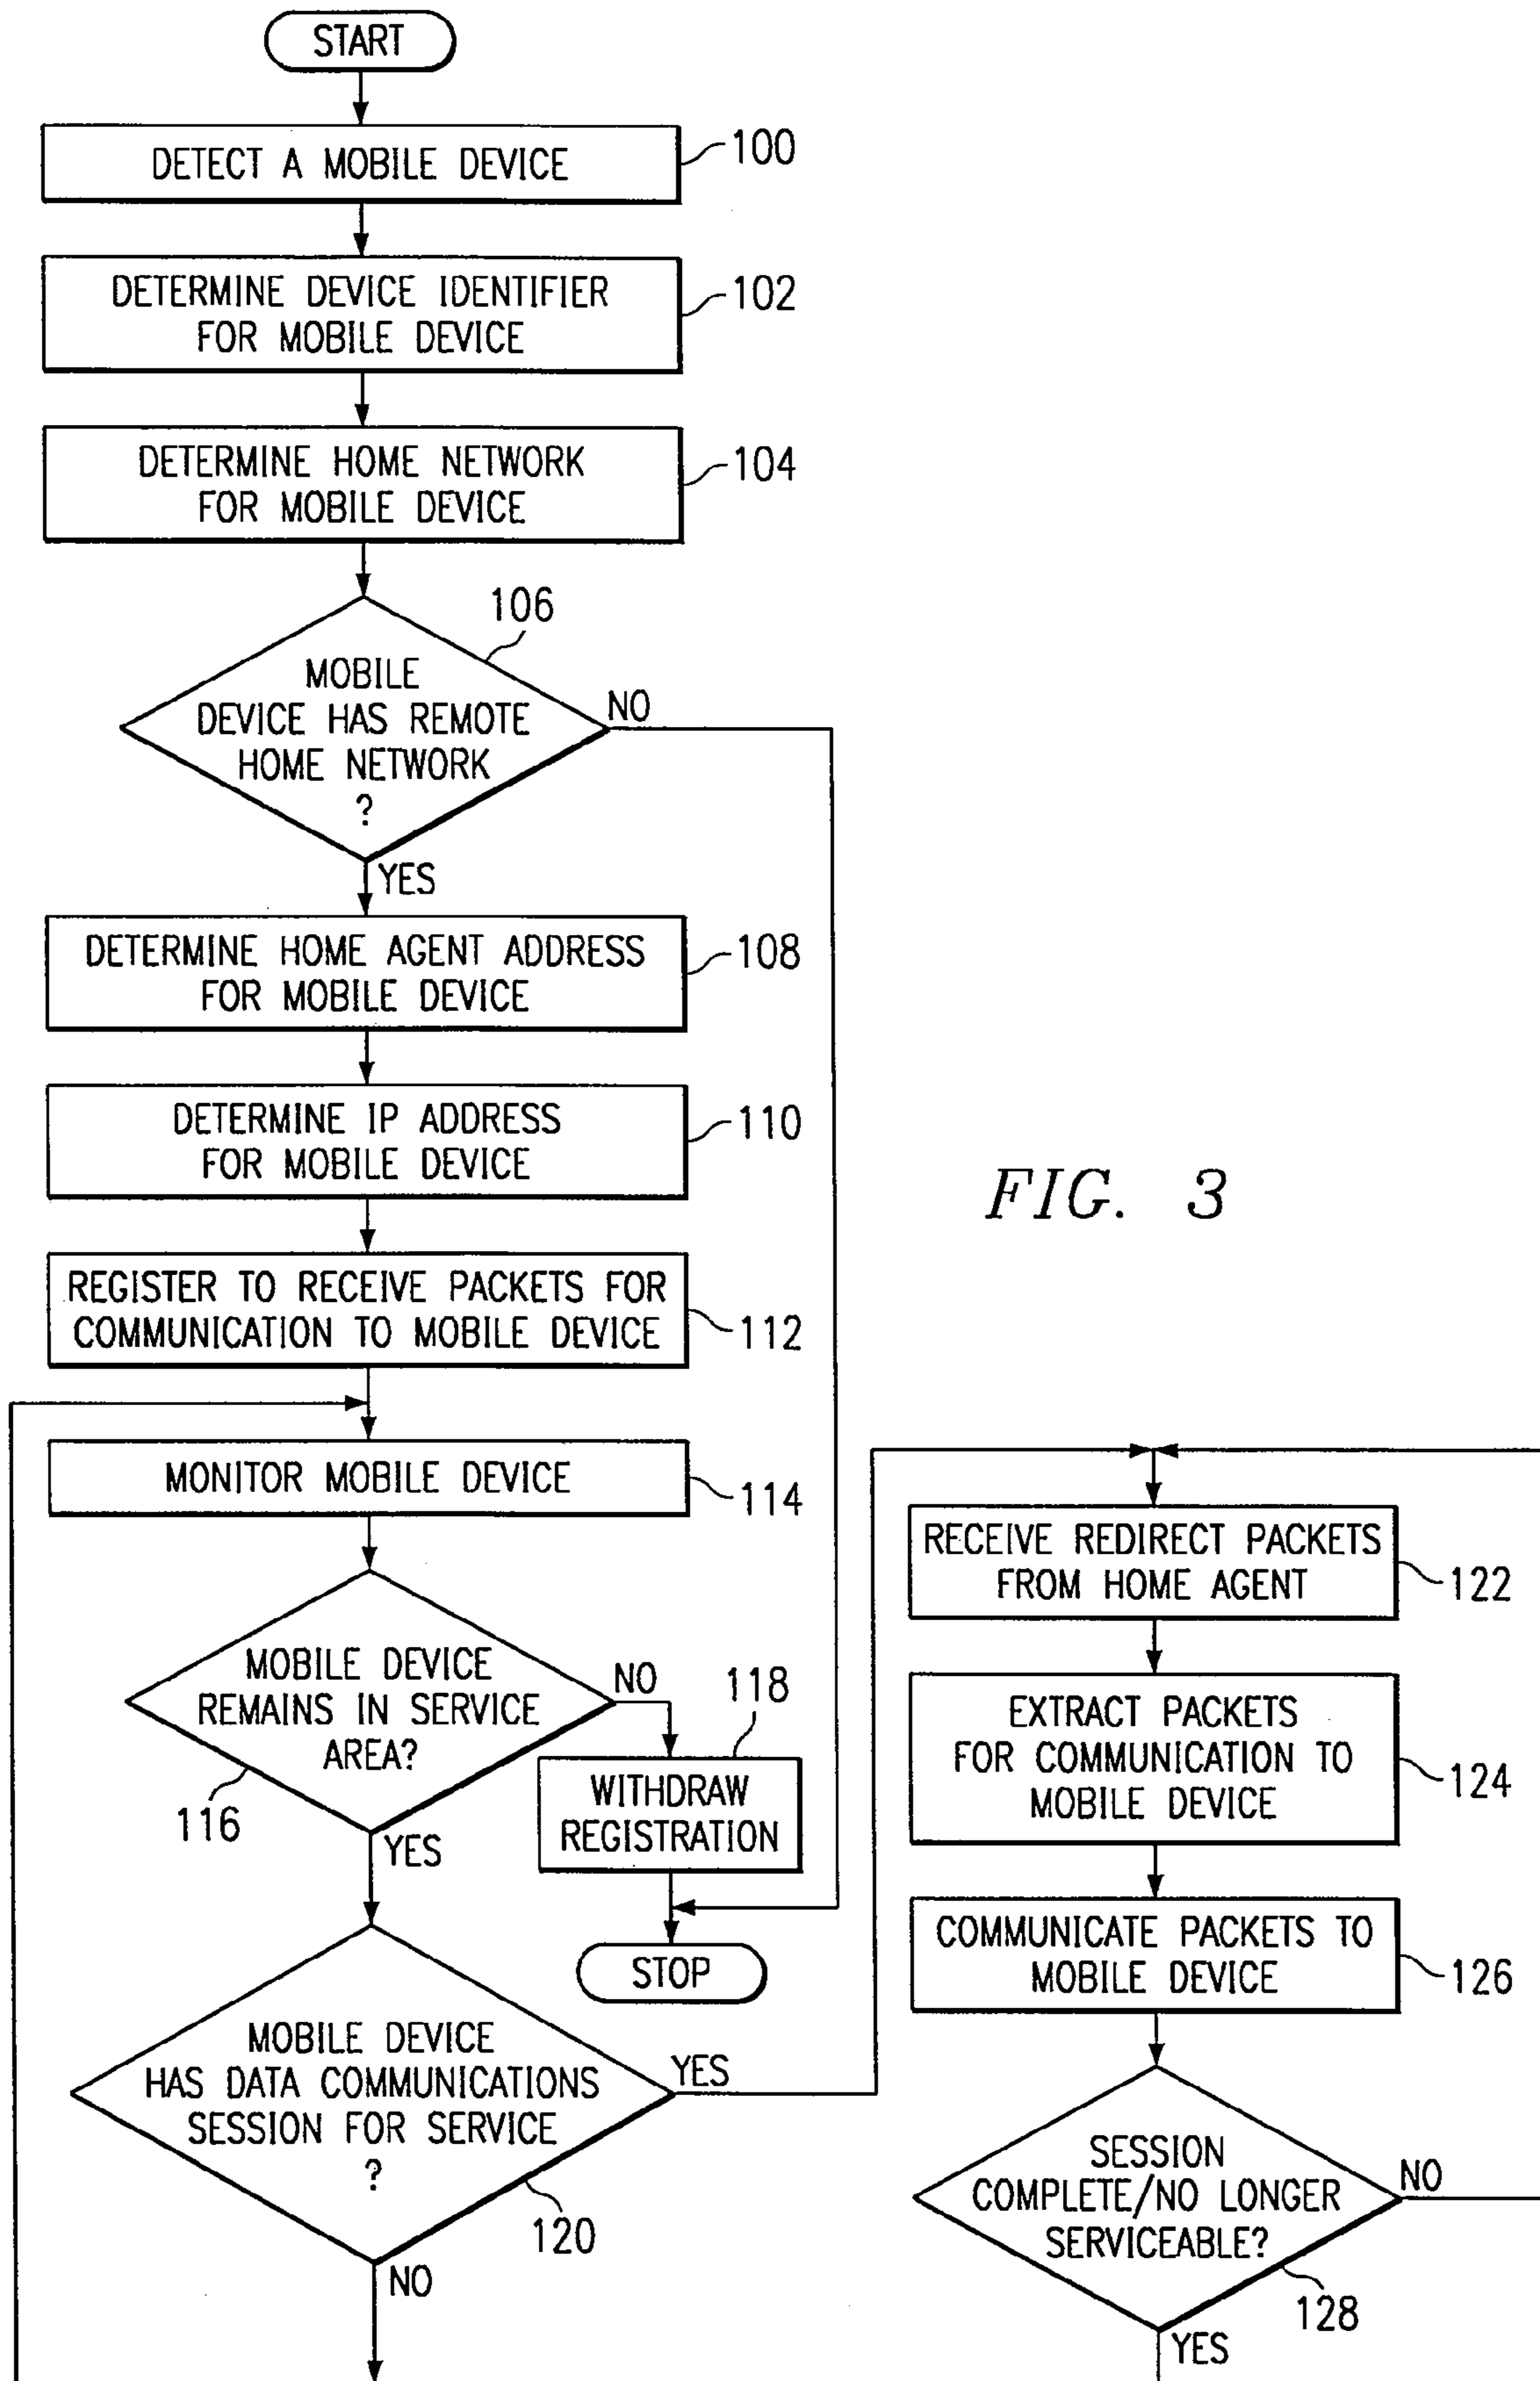 START
DETECT A MOBILE DEVICE
100
DETERMINE DEVICE IDENTIFIER
FOR MOBILE DEVICE
102
DETERMINE HOME NETWORK
FOR MOBILE DEVICE
104
106
MOBILE
DEVICE HAS REMOTE
HOME NETWORK
?
NO
YES
DETERMINE HOME AGENT ADDRESS
FOR MOBILE DEVICE
108
DETERMINE IP ADDRESS
FOR MOBILE DEVICE
110
REGISTER TO RECEIVE PACKETS FOR
COMMUNICATION TO MOBILE DEVICE
112
MONITOR MOBILE DEVICE
114
MOBILE DEVICE
REMAINS IN SERVICE
AREA?
116
NO
YES
118
WITHDRAW
REGISTRATION
STOP
MOBILE DEVICE
HAS DATA COMMUNICATIONS
SESSION FOR SERVICE
?
120
YES
NO
FIG. 3
RECEIVE REDIRECT PACKETS
FROM HOME AGENT
122
EXTRACT PACKETS
FOR COMMUNICATION TO
MOBILE DEVICE
124
COMMUNICATE PACKETS TO
MOBILE DEVICE
126
SESSION
COMPLETE/NO LONGER
SERVICEABLE?
128
NO
YES